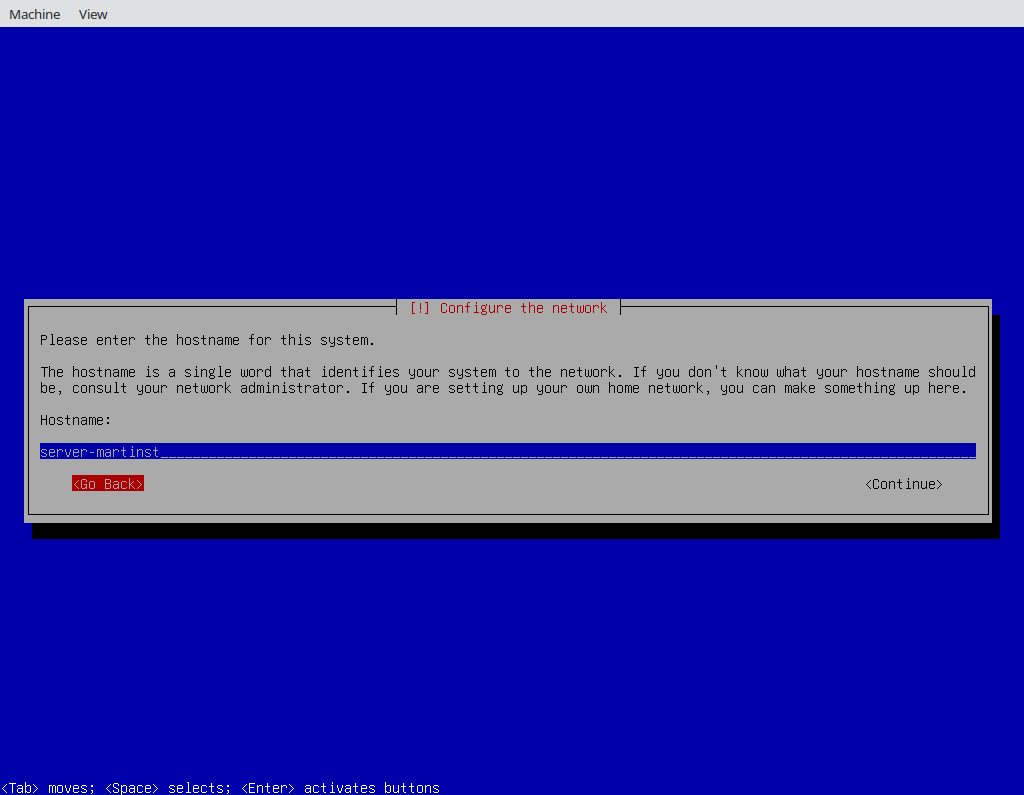 Machine View
[!] Configure the network
Please enter the hostname for this system.
The hostname is a single word that identifies your system to the network. If you don't know what your hostname should
be, consult your network administrator. If you are setting up your own home network, you can make something up here.
Hostname:
server-martinst
<Go Back> <Continue>
<Tab> moves; <Space> selects; <Enter> activates buttons